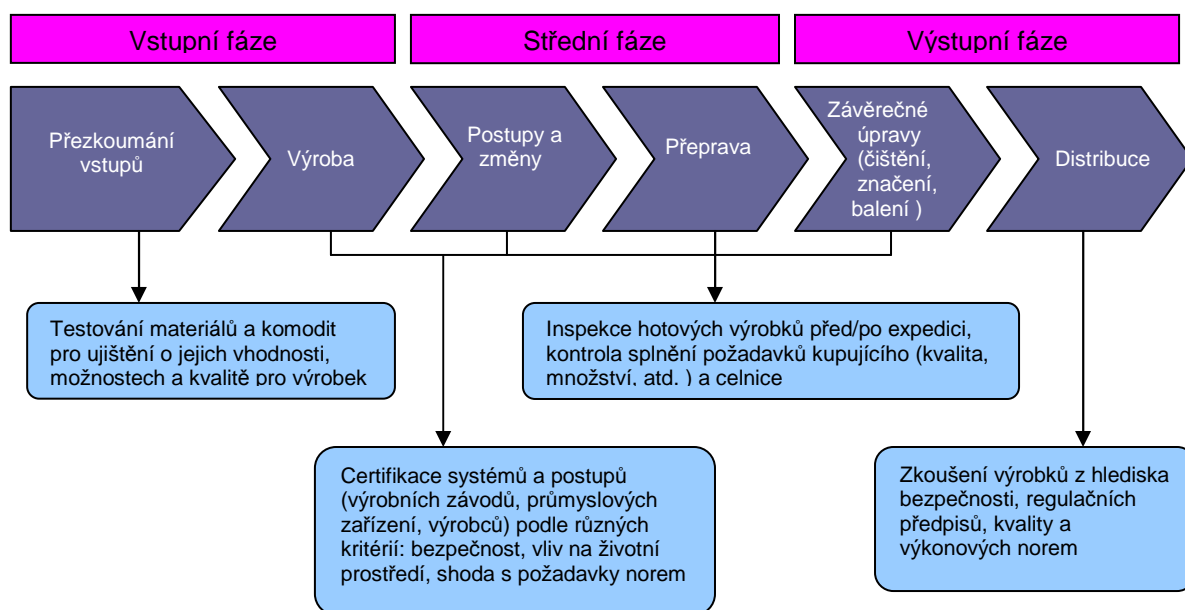 Vstupní fáze
Střední fáze
Výstupní fáze
Přezkoumání
vstupů
Výroba
Postupy a
změny
Přeprava
Závěrečné
úpravy
(čištění,
značení,
balení )
Distribuce
Testování materiálů a komodit
pro ujištění o jejich vhodnosti,
možnostech a kvalitě pro výrobek
Inspekce hotových výrobků před/po expedici,
kontrola splnění požadavků kupujícího (kvalita,
množství, atd. ) a celnice
Certifikace systémů a postupů
(výrobních závodů, průmyslových
zařízení, výrobců) podle různých
kritérií: bezpečnost, vliv na životní
prostředí, shoda s požadavky norem
Zkoušení výrobků z hlediska
bezpečnosti, regulačních
předpisů, kvality a
výkonových norem